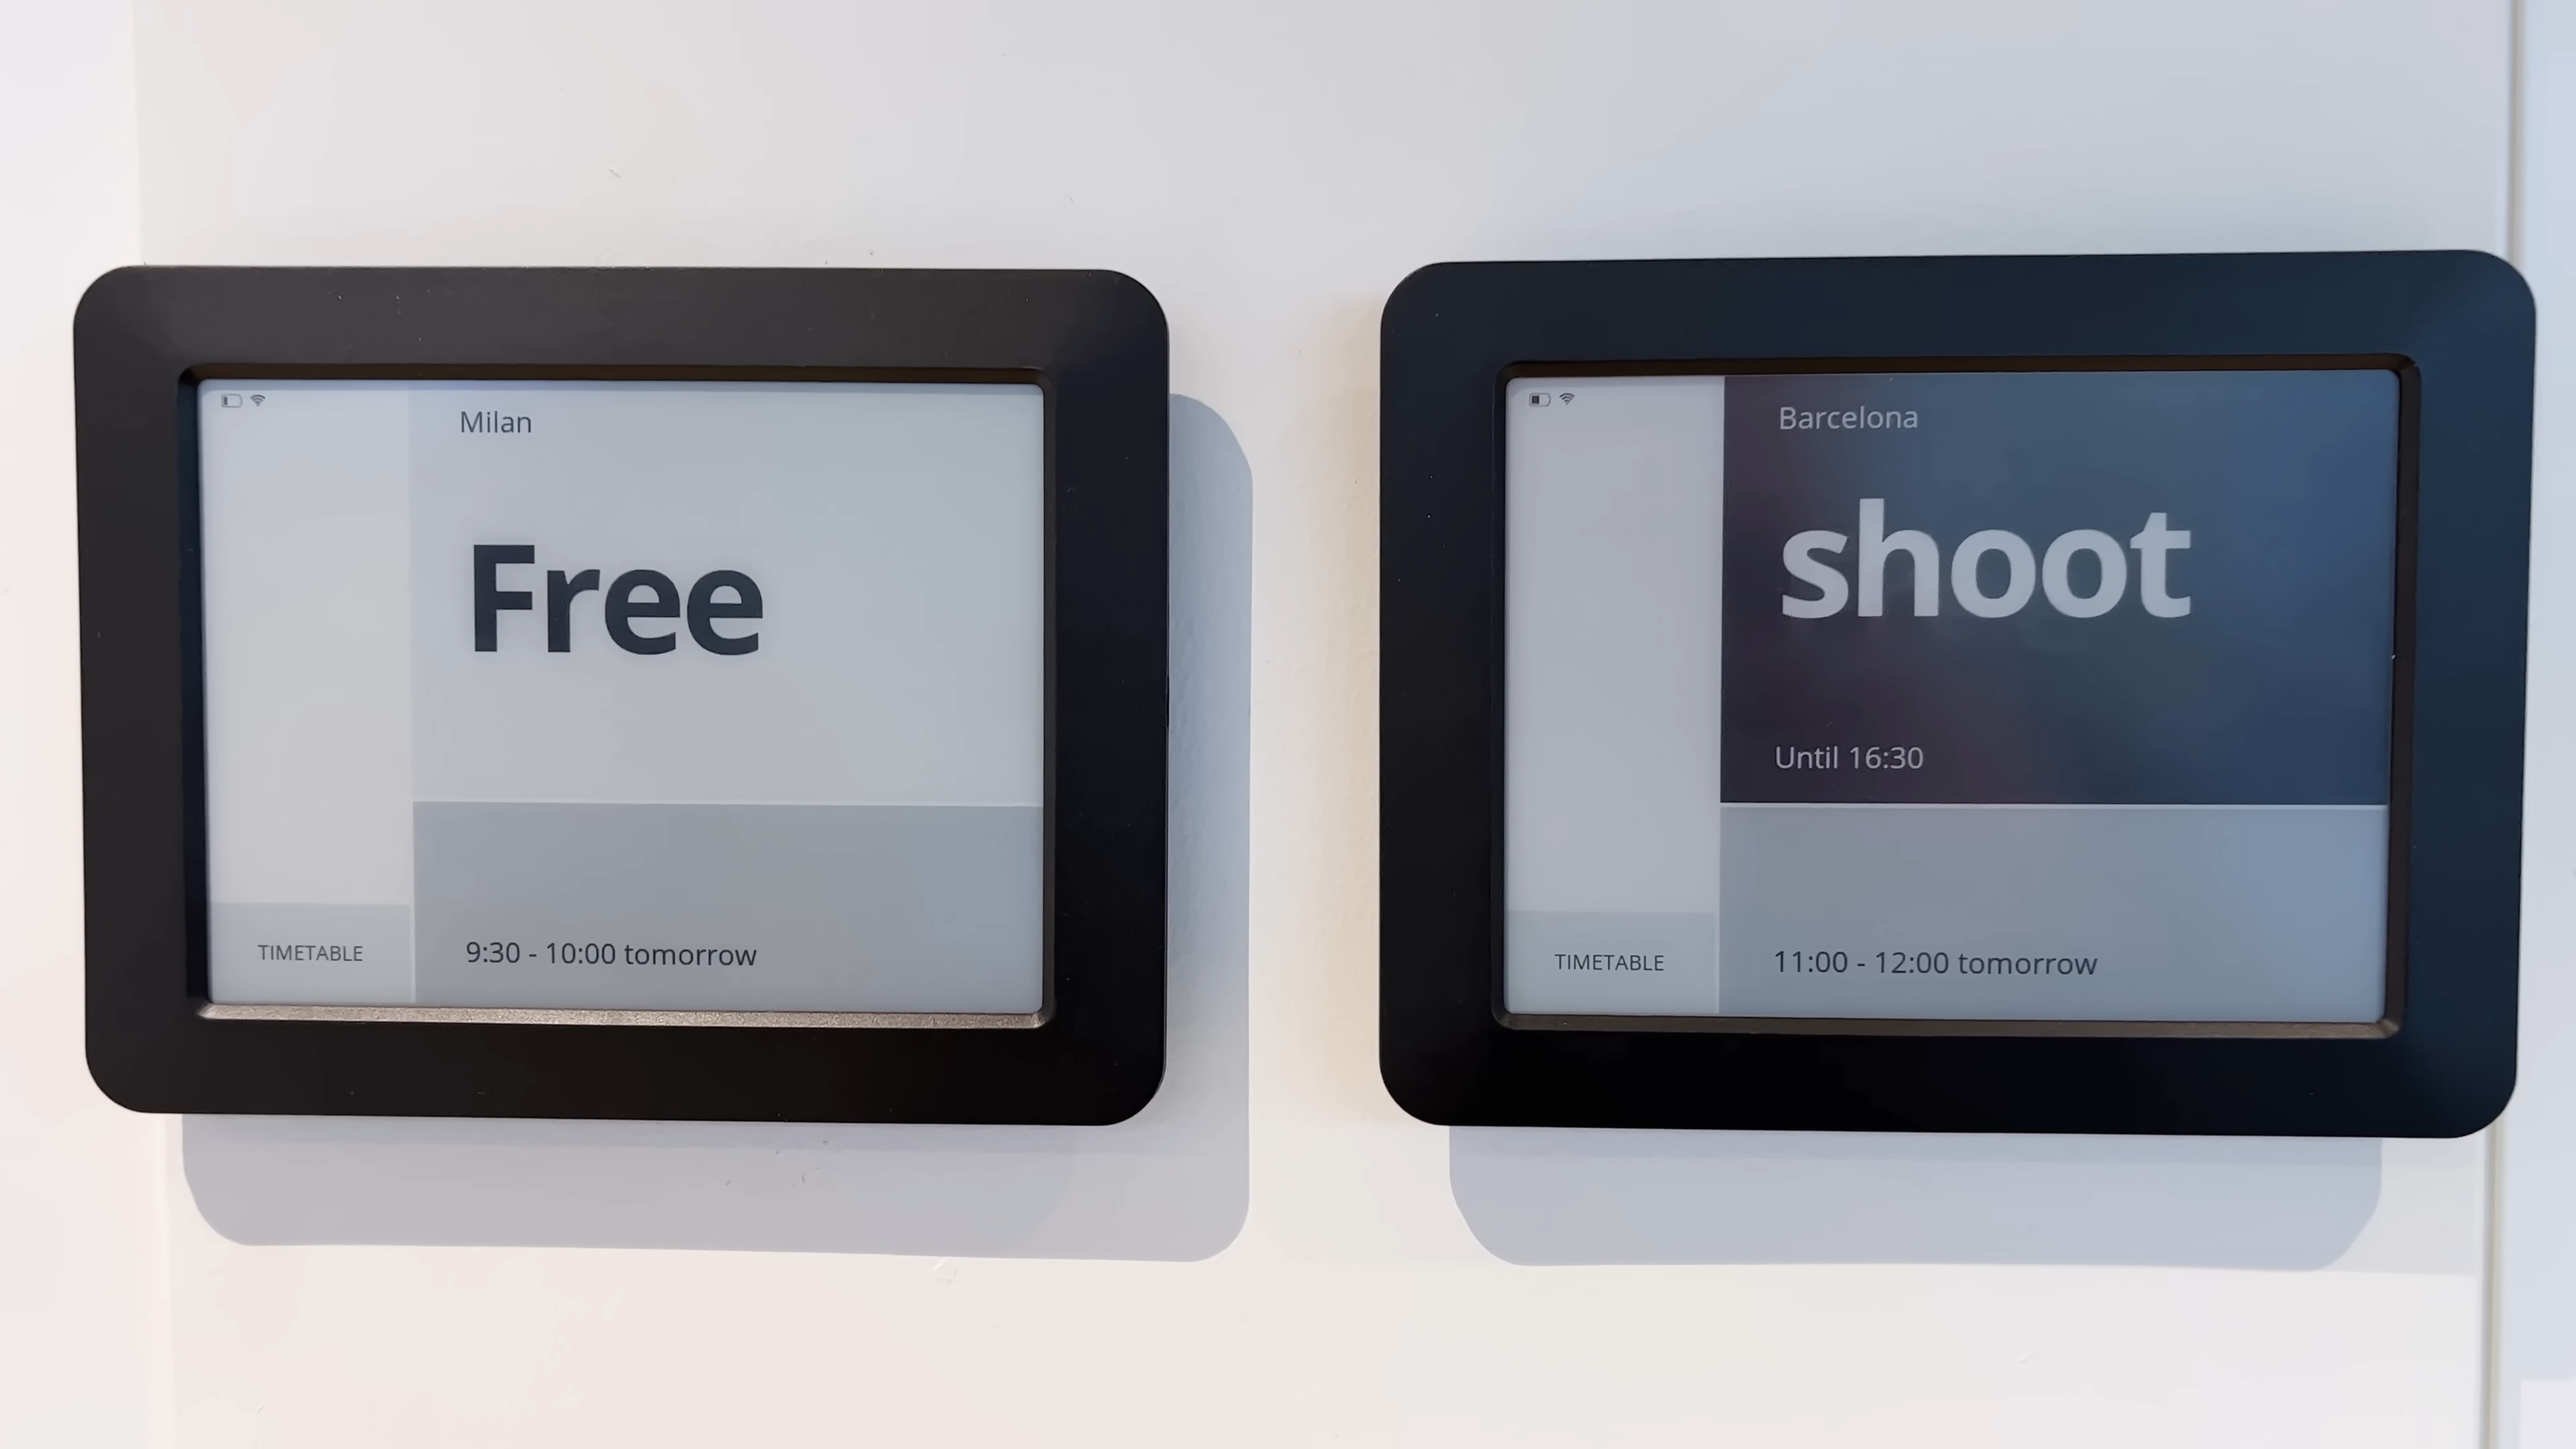 Milan
Free
9:30 - 10:00 tomorrow
TIMETABLE
Barcelona
shoot
Until 16:30
11:00 - 12:00 tomorrow
TIMETABLE